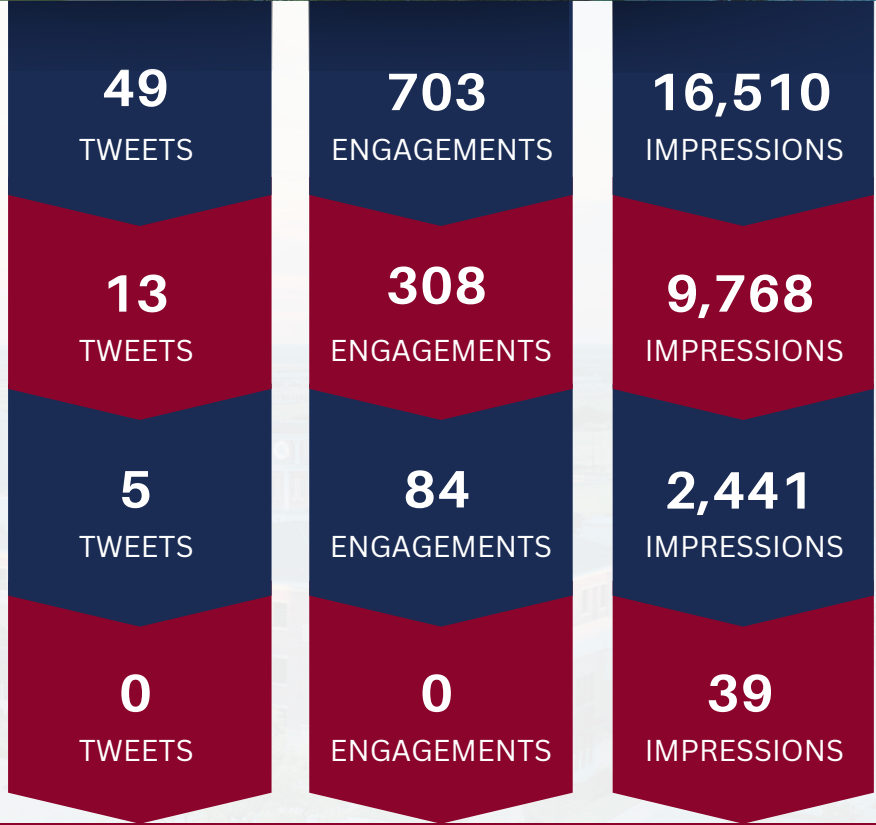 49 703 16,510
TWEETS ENGAGEMENTS IMPRESSIONS
13 308 9,768
TWEETS ENGAGEMENTS IMPRESSIONS
5 84 2,441
TWEETS ENGAGEMENTS IMPRESSIONS
0 0 39
TWEETS ENGAGEMENTS IMPRESSIONS